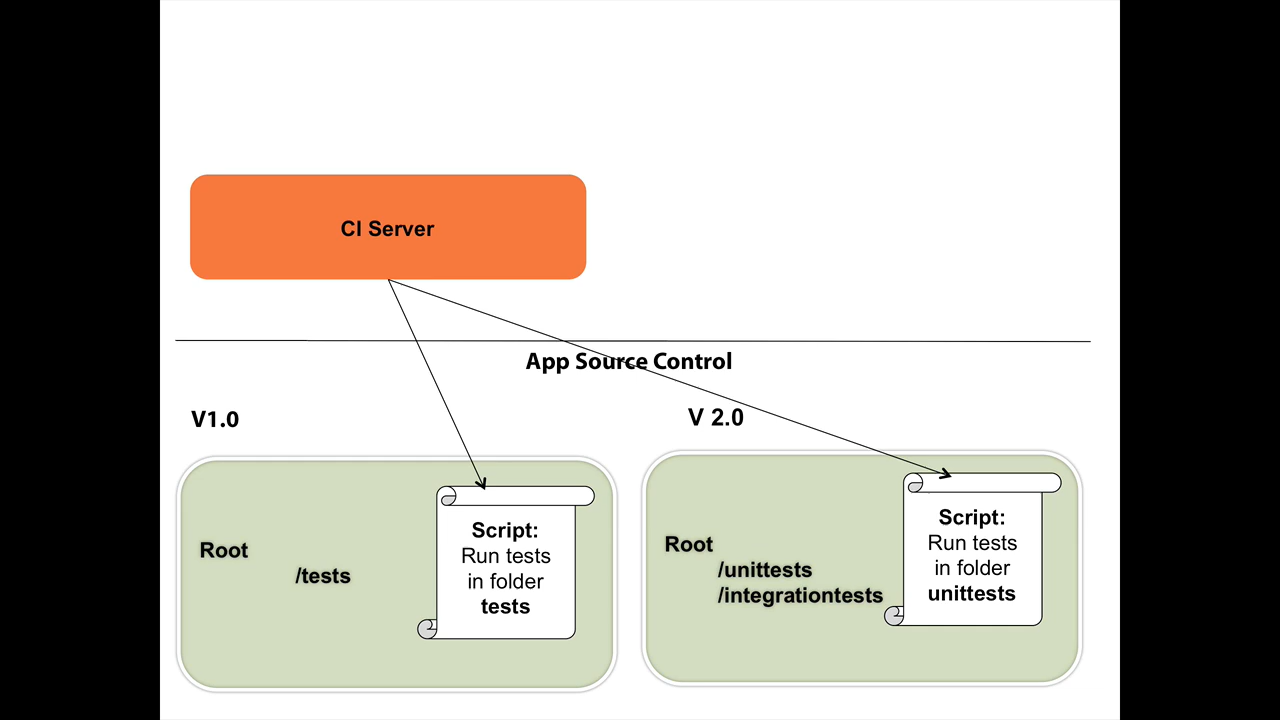 CI Server
App Source Control
V1.0
V 2.0
Root
/tests
Script:
Run tests
in folder
tests
Root
/unittests
/integrationtests
Script:
Run tests
in folder
unittests